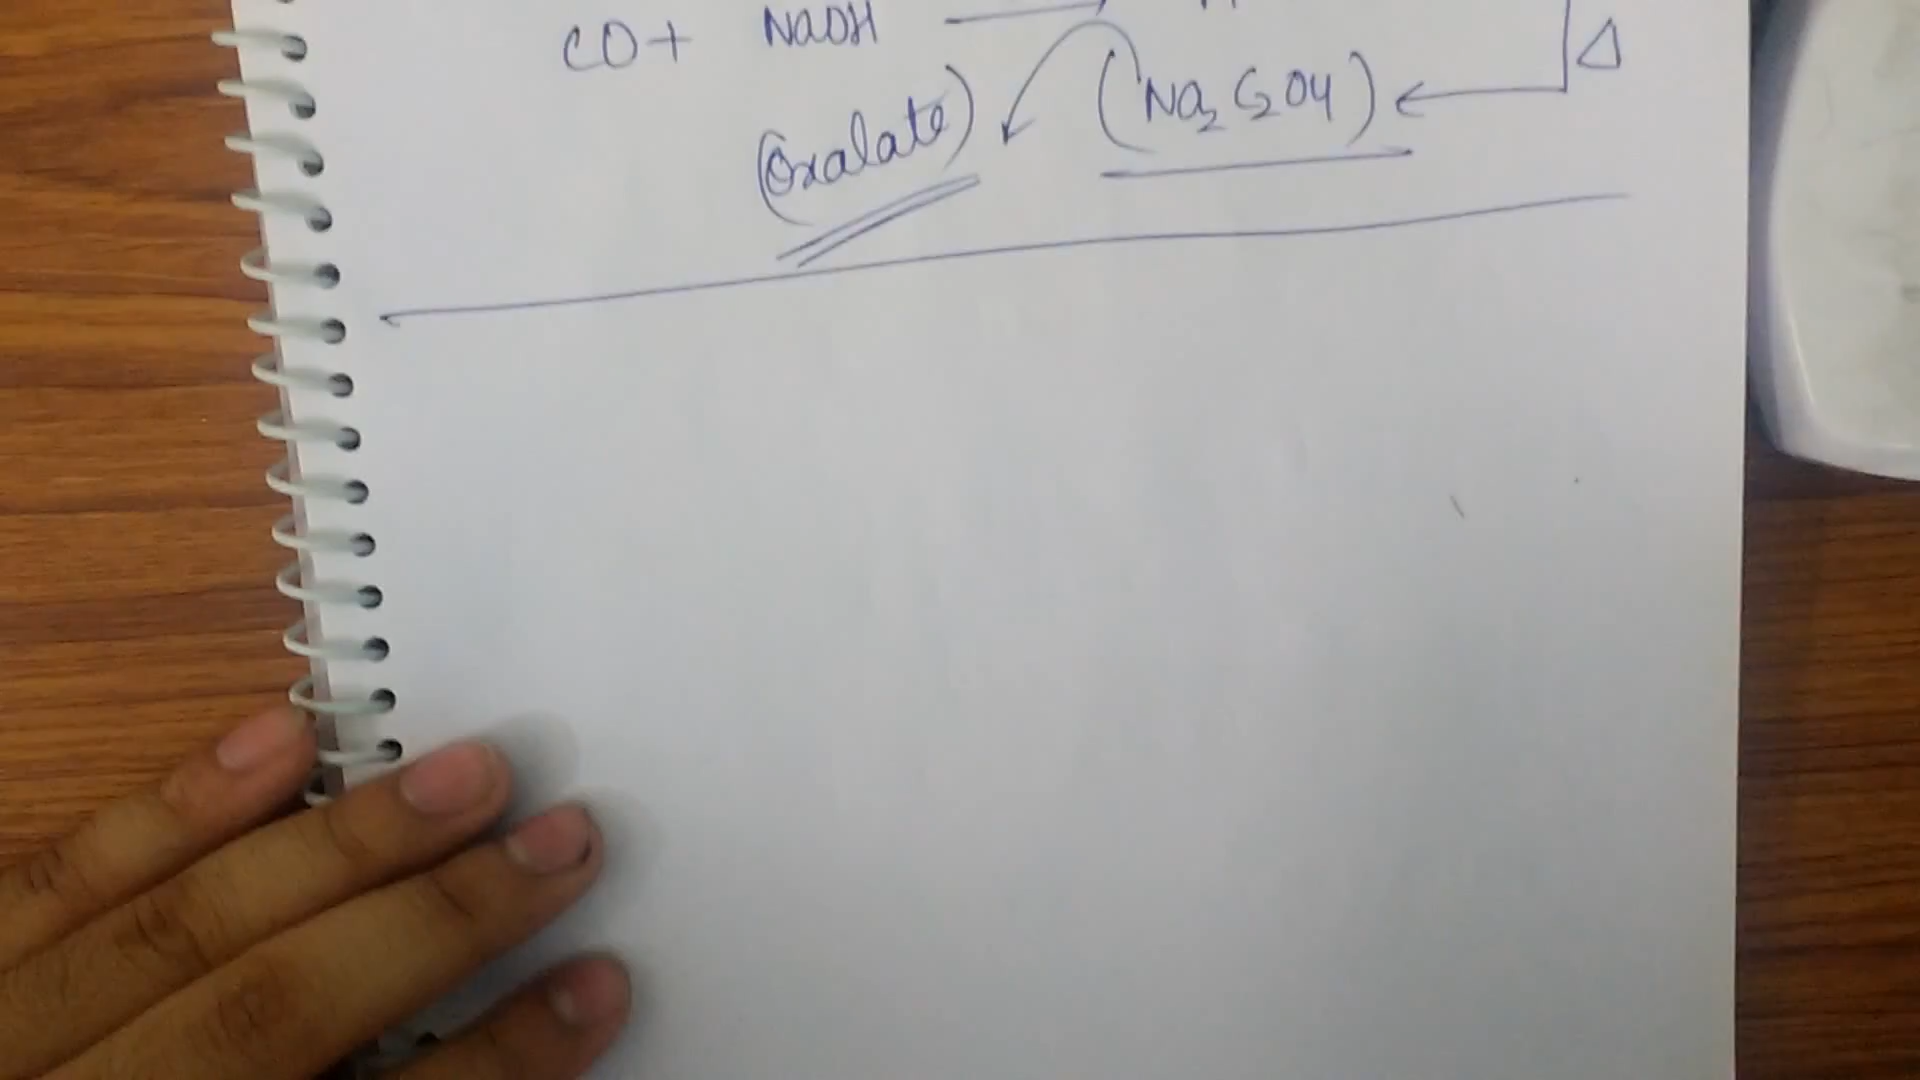 CO + NaOH →
Δ
(oxalate) (Na₂C₂O₄) ←